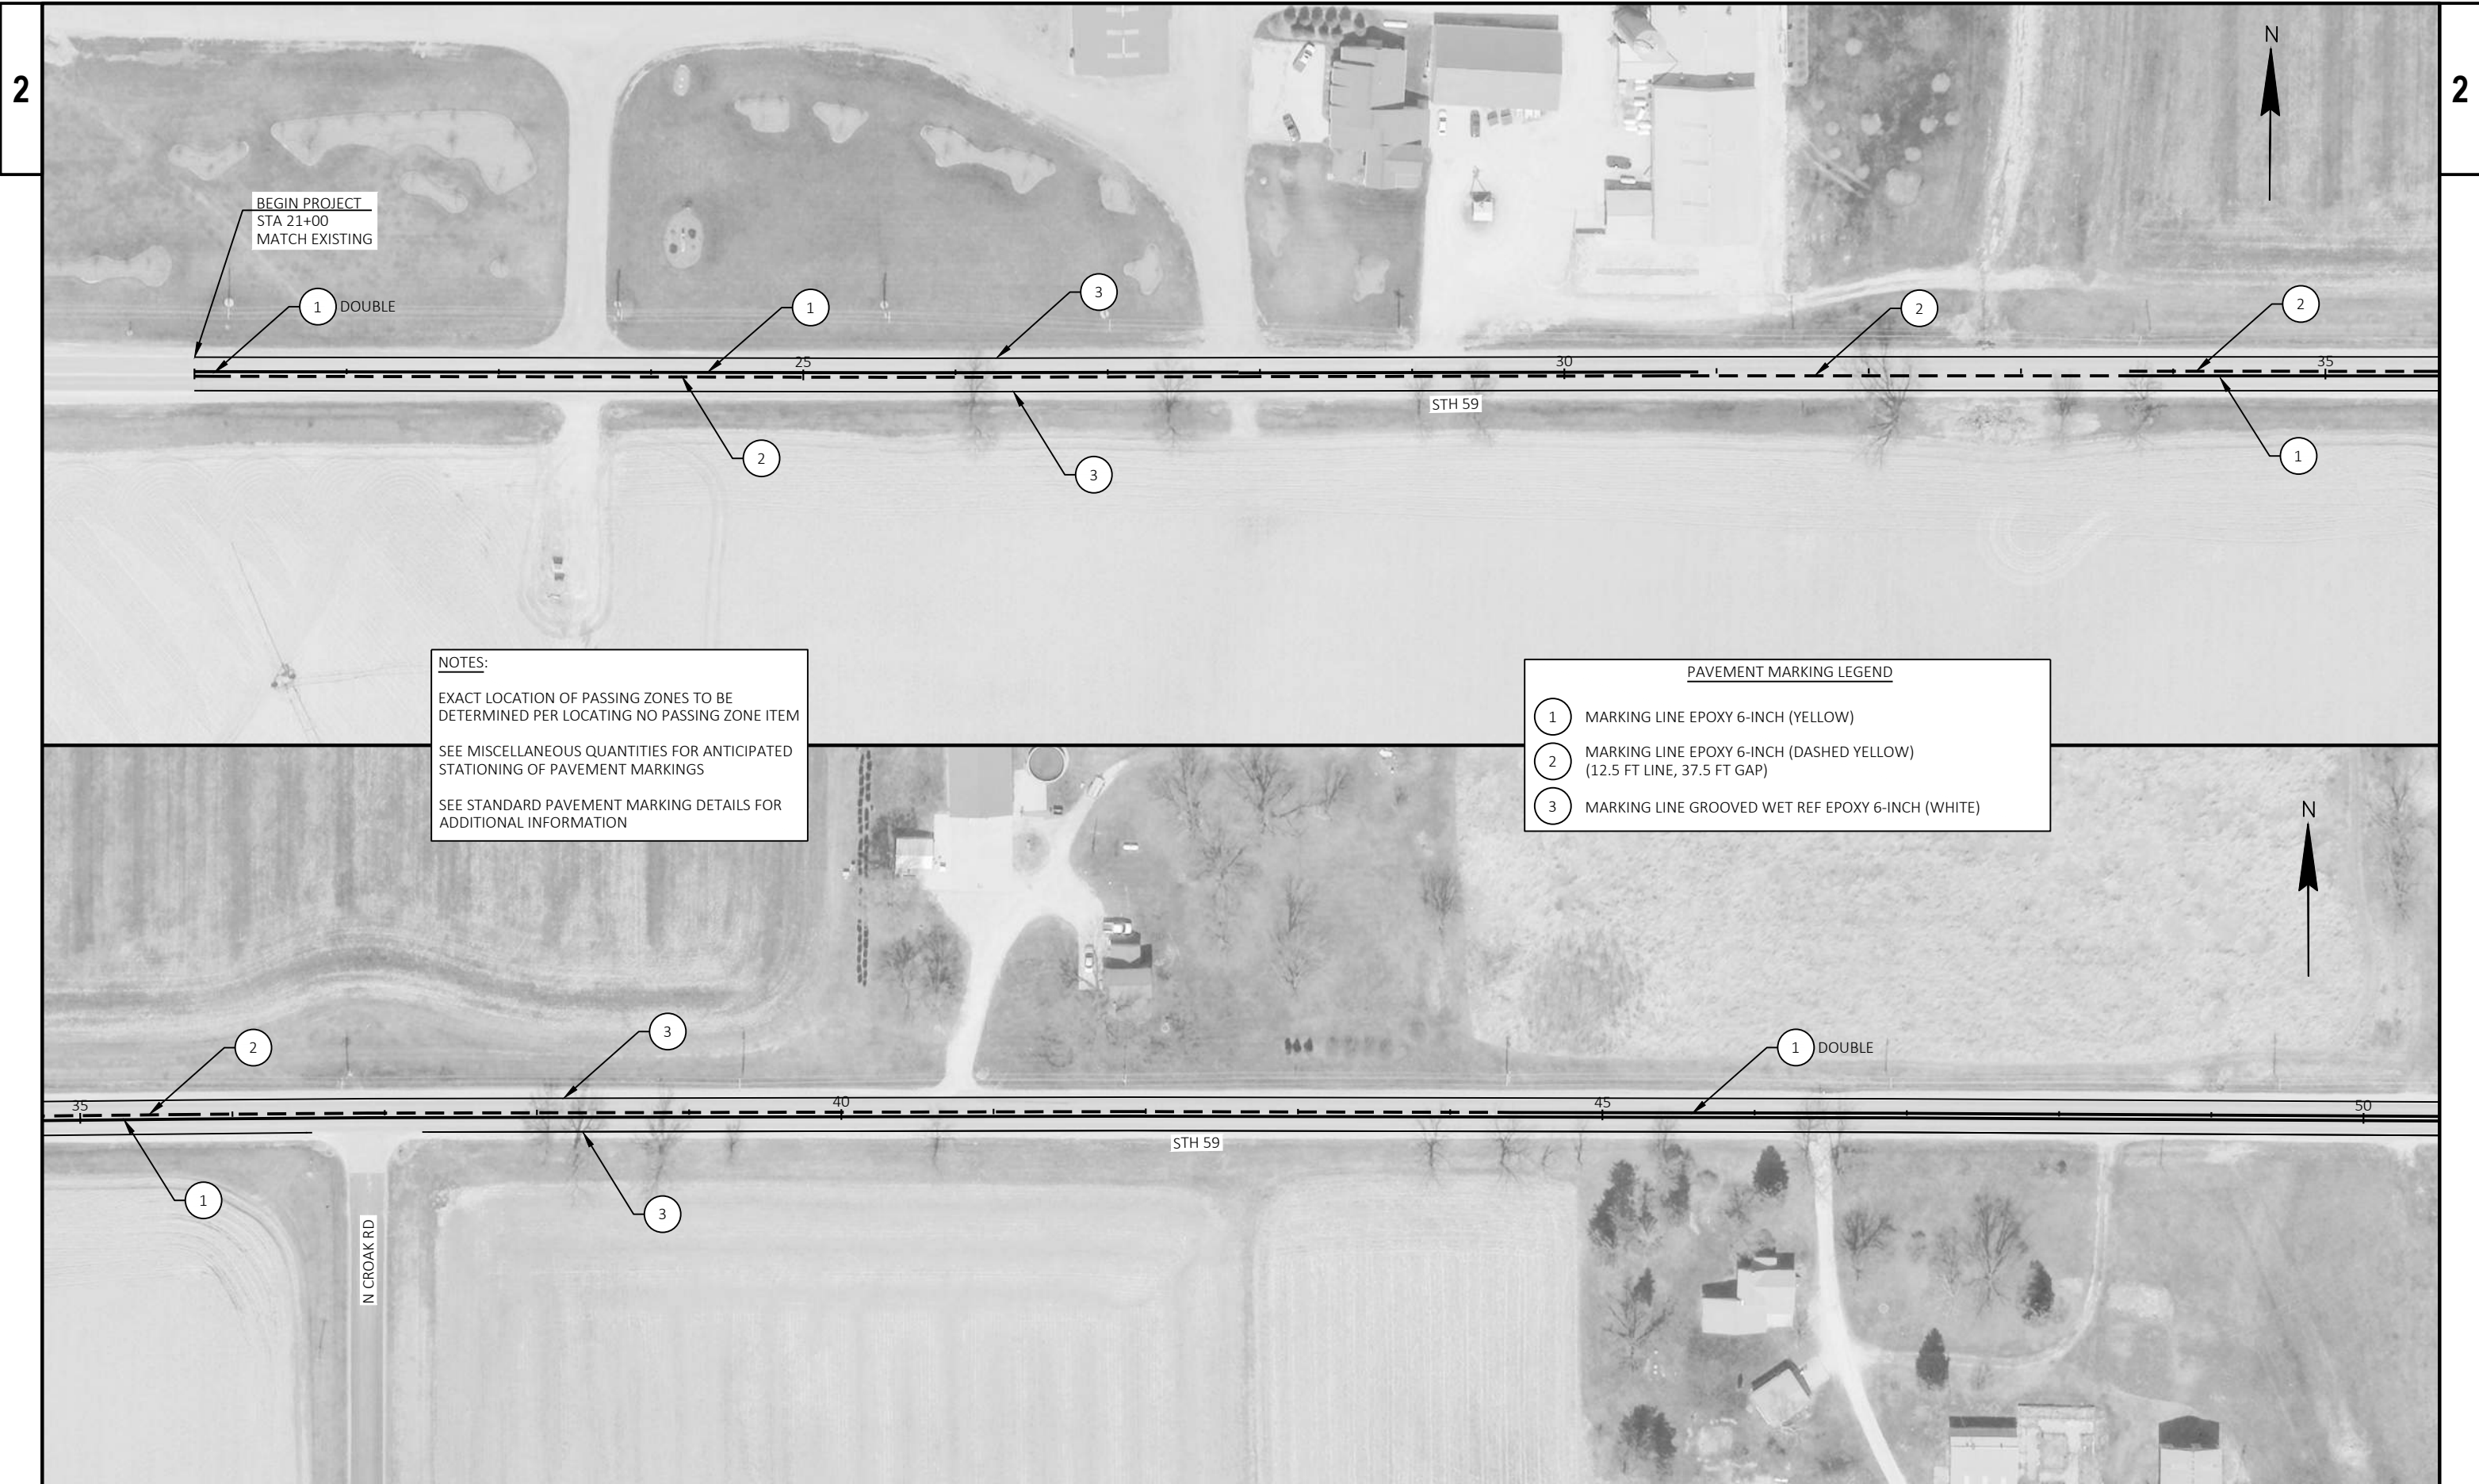 2
2
N
BEGIN PROJECT
STA 21+00
MATCH EXISTING
1 DOUBLE
1
3
2
2
25
30
35
STH 59
2
3
1
NOTES:
EXACT LOCATION OF PASSING ZONES TO BE
DETERMINED PER LOCATING NO PASSING ZONE ITEM
SEE MISCELLANEOUS QUANTITIES FOR ANTICIPATED
STATIONING OF PAVEMENT MARKINGS
SEE STANDARD PAVEMENT MARKING DETAILS FOR
ADDITIONAL INFORMATION
PAVEMENT MARKING LEGEND
1 MARKING LINE EPOXY 6-INCH (YELLOW)
2 MARKING LINE EPOXY 6-INCH (DASHED YELLOW)
(12.5 FT LINE, 37.5 FT GAP)
3 MARKING LINE GROOVED WET REF EPOXY 6-INCH (WHITE)
N
2
3
1 DOUBLE
35
40
45
50
STH 59
1
3
N CROAK RD